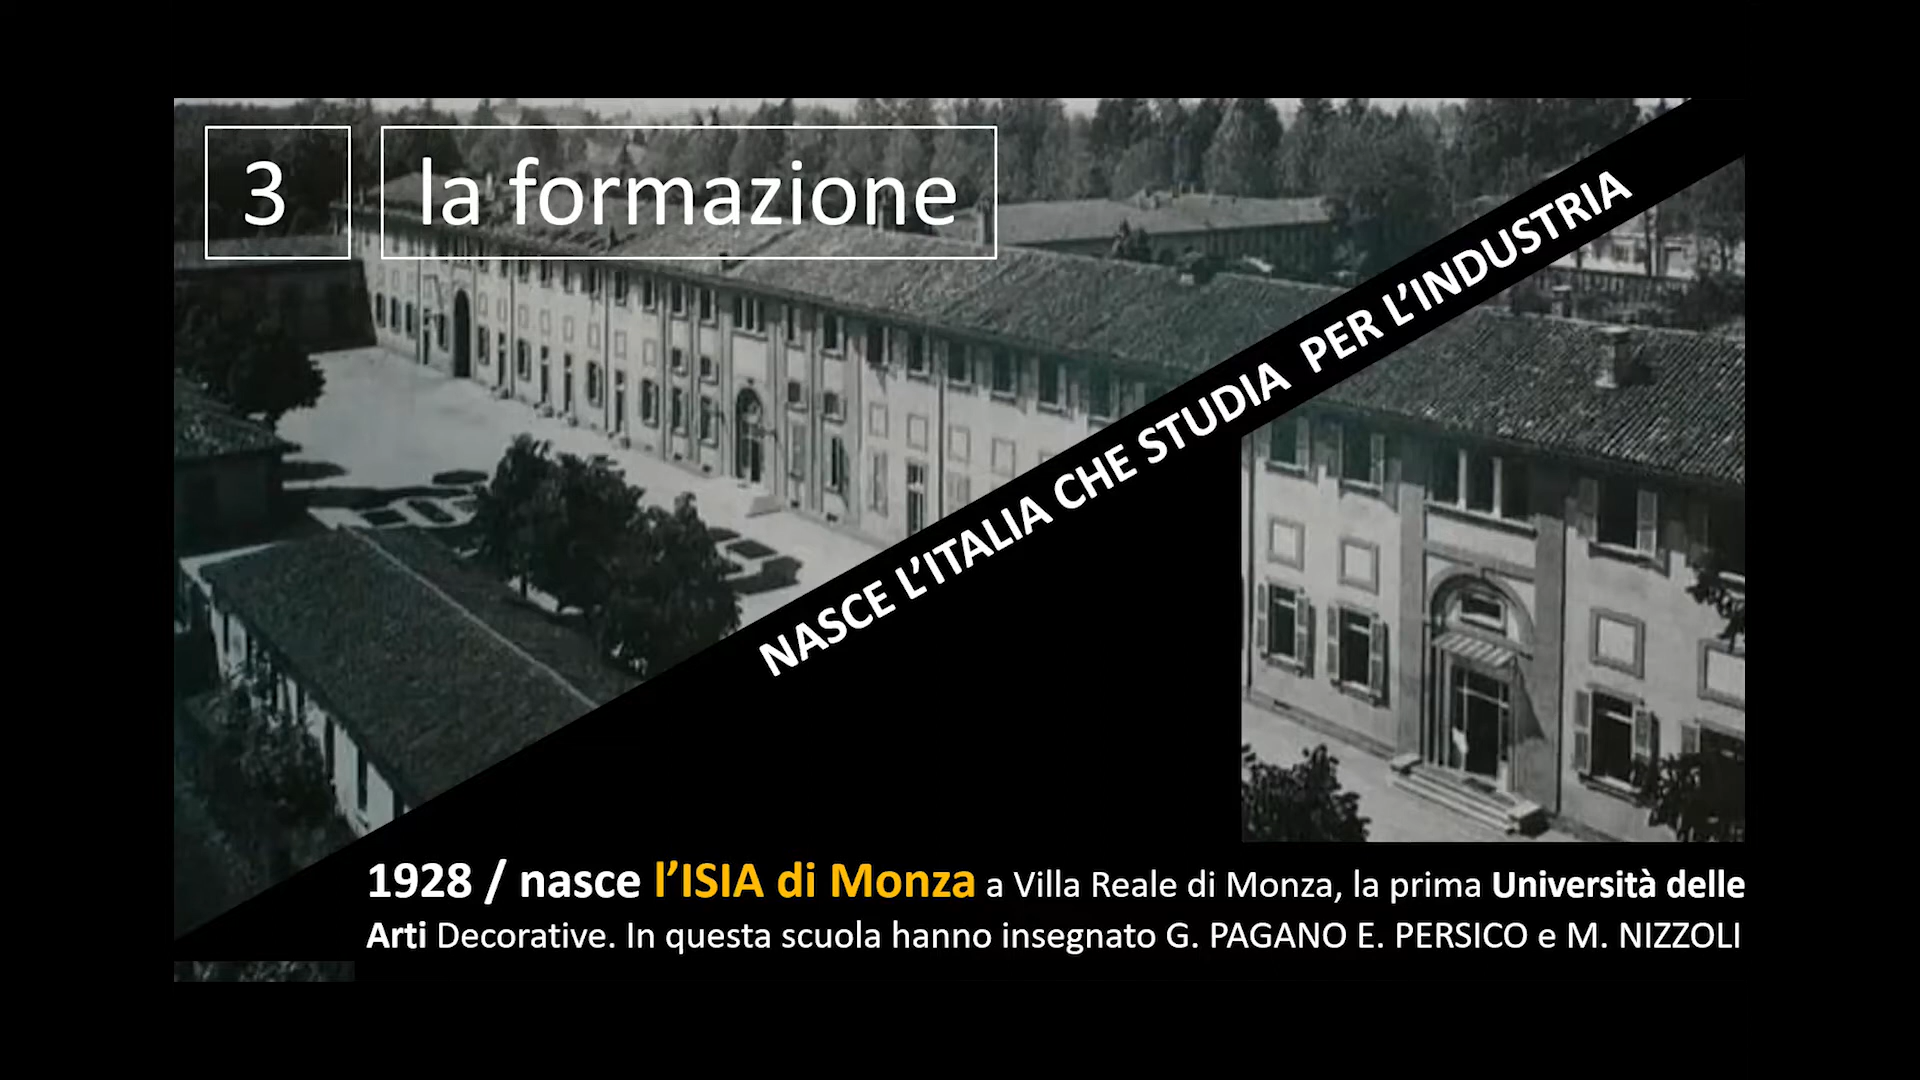 3
la formazione
NASCE L’ITALIA CHE STUDIA PER L’INDUSTRIA
1928 / nasce l’ISIA di Monza a Villa Reale di Monza, la prima Università delle
Arti Decorative. In questa scuola hanno insegnato G. PAGANO E. PERSICO e M. NIZZOLI